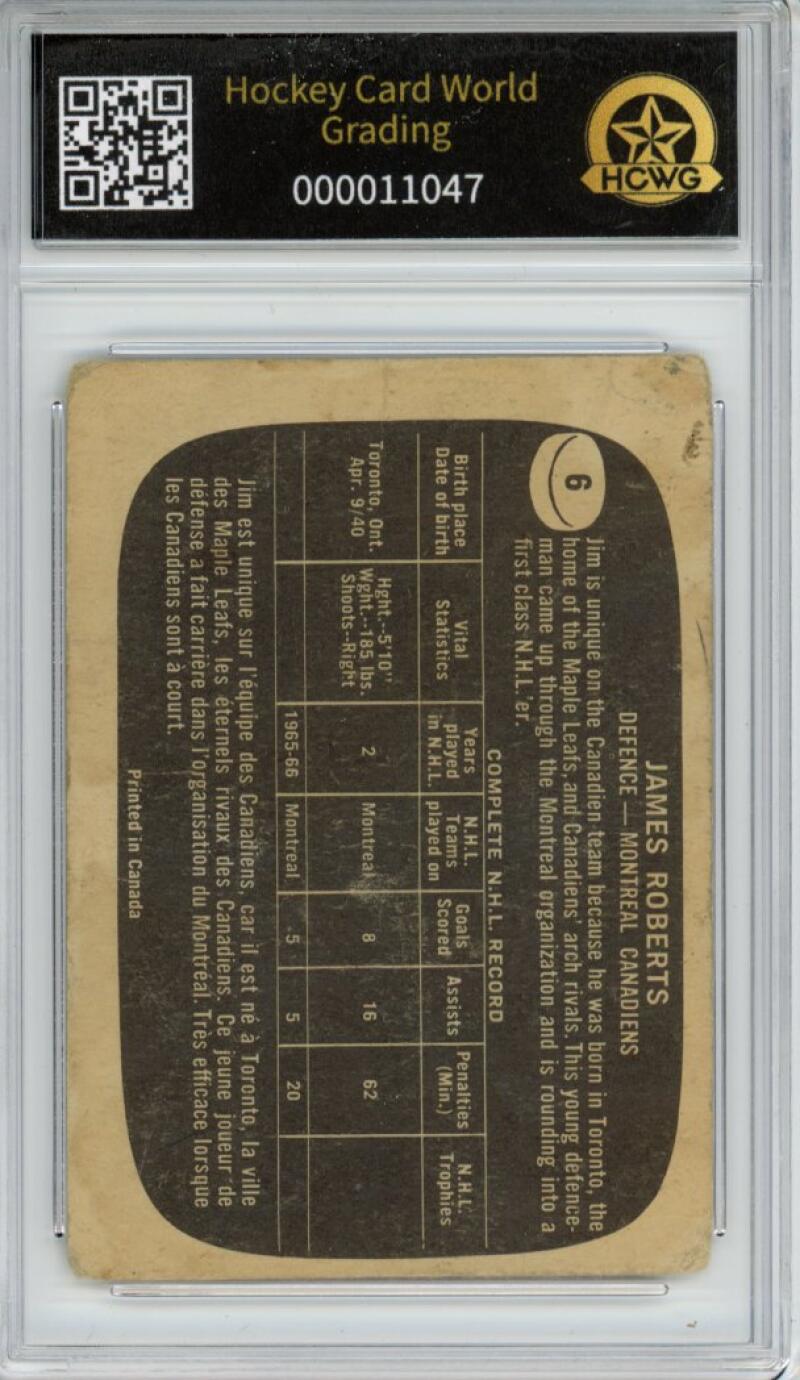 Hockey Card World
Grading
000011047
HCWG
6
JAMES ROBERTS
DEFENCE — MONTREAL CANADIENS
Jim is unique on the Canadien team because he was born in Toronto, the
home of the Maple Leafs, and Canadiens' arch rivals. This young defence-
man came up through the Montreal organization and is rounding into a
first class N.H.L.'er.
COMPLETE N.H.L. RECORD
Birth place
Date of birth
Vital
Statistics
Years
played
in N.H.L.
N.H.L.
Teams
played on
Goals
Scored
Assists
Penalties
(Min.)
N.H.L.
Trophies
Toronto, Ont.
Apr. 9/40
Hght.--5'10"
Wght.--185 lbs.
Shoots--Right
2
Montreal
8
16
62
1965-66
Montreal
5
5
20
Jim est unique sur l'équipe des Canadiens, car il est né à Toronto, la ville
des Maple Leafs, les éternels rivaux des Canadiens. Ce jeune joueur de
défense a fait carrière dans l'organisation du Montréal. Très efficace lorsque
les Canadiens sont à court.
Printed in Canada